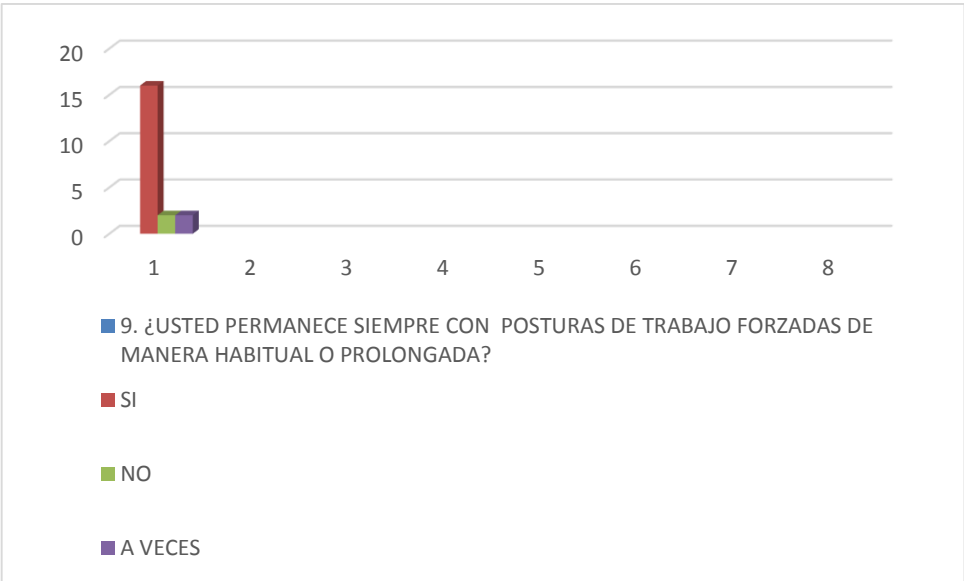 20
15
10
5
0
1 2 3 4 5 6 7 8
9. ¿USTED PERMANECE SIEMPRE CON POSTURAS DE TRABAJO FORZADAS DE
MANERA HABITUAL O PROLONGADA?
SI
NO
A VECES